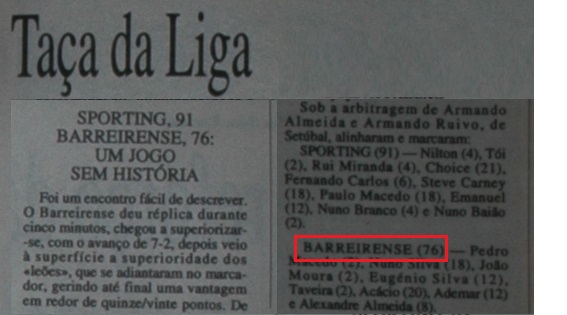 Taça da Liga
SPORTING, 91
BARREIRENSE, 76:
UM JOGO
SEM HISTÓRIA
Foi um encontro fácil de descrever.
O Barreirense deu réplica durante
cinco minutos, chegou a superiorizar-
-se, com o avanço de 7-2, depois veio
à superfície a superioridade dos
«leões», que se adiantaram no marca-
dor, gerindo até final uma vantagem
em redor de quinze/vinte pontos. De
Sob a arbitragem de Armando
Almeida e Armando Ruivo, de
Setúbal, alinharam e marcaram:
SPORTING (91) — Nilton (4), Tói
(2), Rui Miranda (4), Choice (21),
Fernando Carlos (6), Steve Carney
(18), Paulo Macedo (18), Emanuel
(12), Nuno Branco (4) e Nuno Baião
(2).
BARREIRENSE (76) — Pedro
Macedo (2), Nuno Silva (18), João
Moura (2), Eugénio Silva (12),
Taveira (2), Acácio (20), Ademar (12)
e Alexandre Almeida (8).